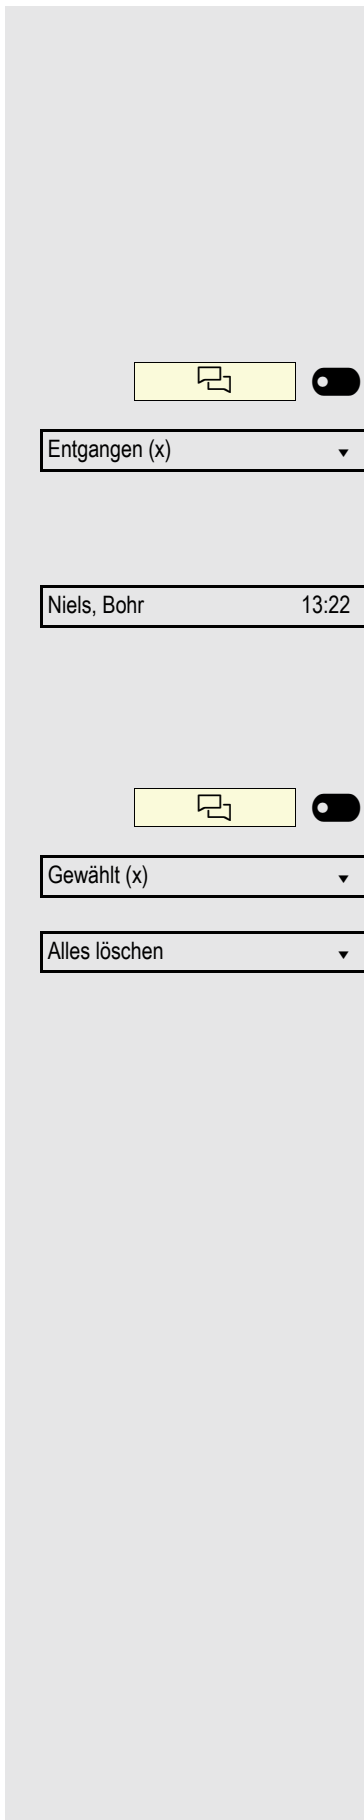 Entgangen (x)
Niels, Bohr 13:22
Gewählt (x)
Alles löschen